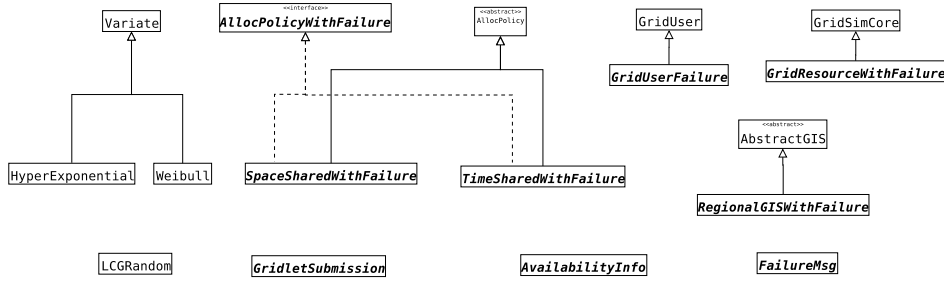 Variate
<<interface>>
AllocPolicyWithFailure
<<abstract>>
AllocPolicy
GridUser
GridSimCore
GridUserFailure
GridResourceWithFailure
<<abstract>>
AbstractGIS
HyperExponential
Weibull
SpaceSharedWithFailure
TimeSharedWithFailure
RegionalGISWithFailure
LCGRandom
GridletSubmission
AvailabilityInfo
FailureMsg